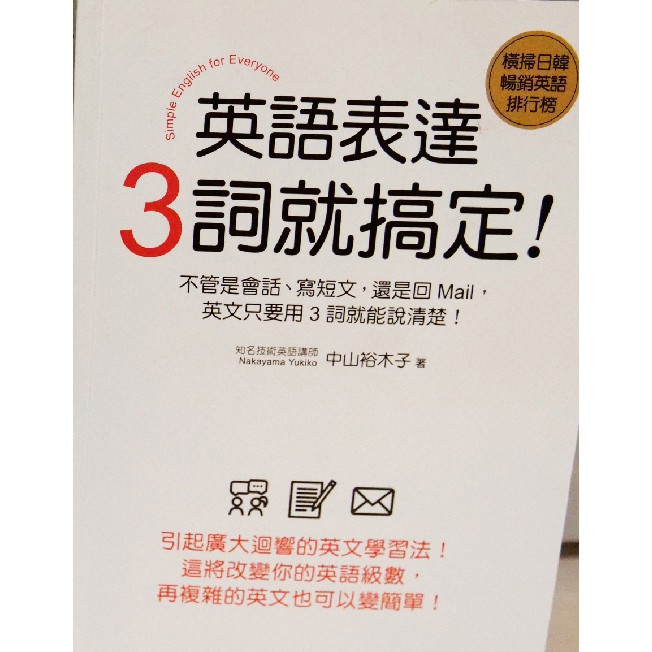 Simple English for Everyone
橫掃日韓
暢銷英語
排行榜
英語表達
3詞就搞定！
不管是會話、寫短文，還是回 Mail，
英文只要用 3 詞就能說清楚！
知名技術英語講師
Nakayama Yukiko
中山裕木子 著
引起廣大迴響的英文學習法！
這將改變你的英語級數，
再複雜的英文也可以變簡單！